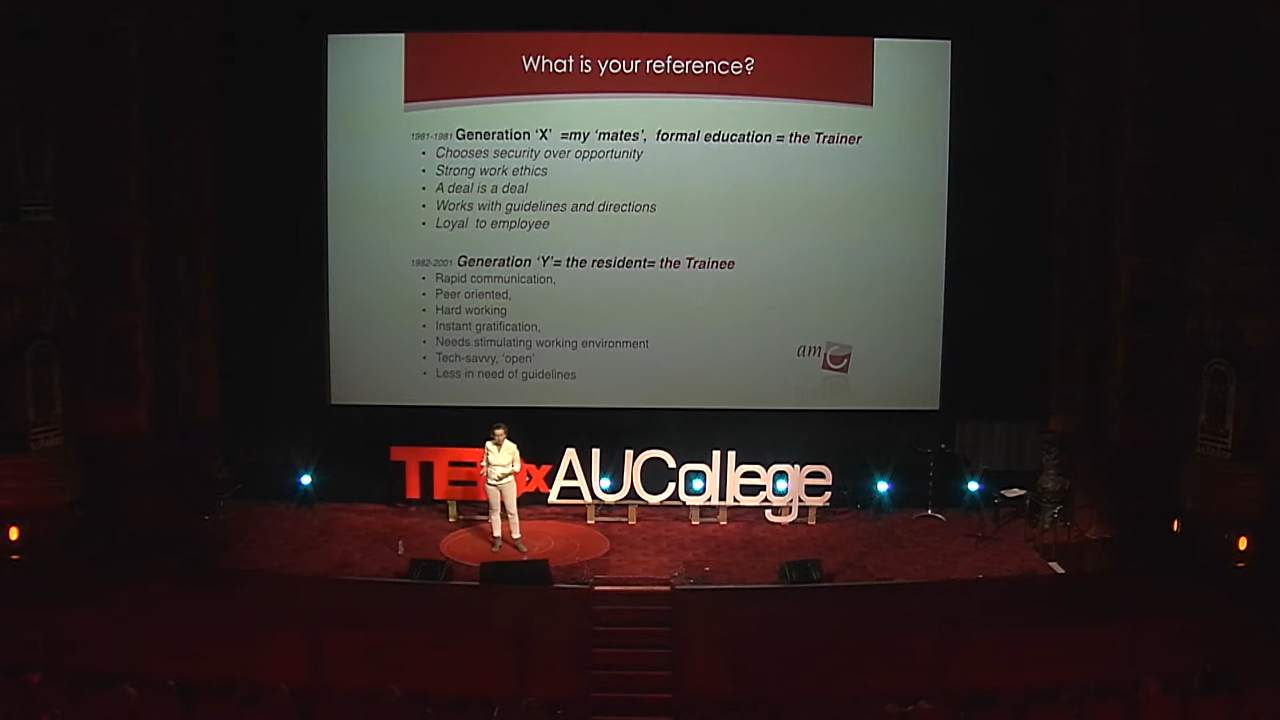 What is your reference?
1961-1981 Generation ‘X’ =my ‘mates’, formal education = the Trainer
• Chooses security over opportunity
• Strong work ethics
• A deal is a deal
• Works with guidelines and directions
• Loyal to employee
1982-2001 Generation ‘Y’= the resident= the Trainee
• Rapid communication,
• Peer oriented,
• Hard working
• Instant gratification,
• Needs stimulating working environment
• Tech-savvy, ‘open’
• Less in need of guidelines
amc
TEDxAUCollege